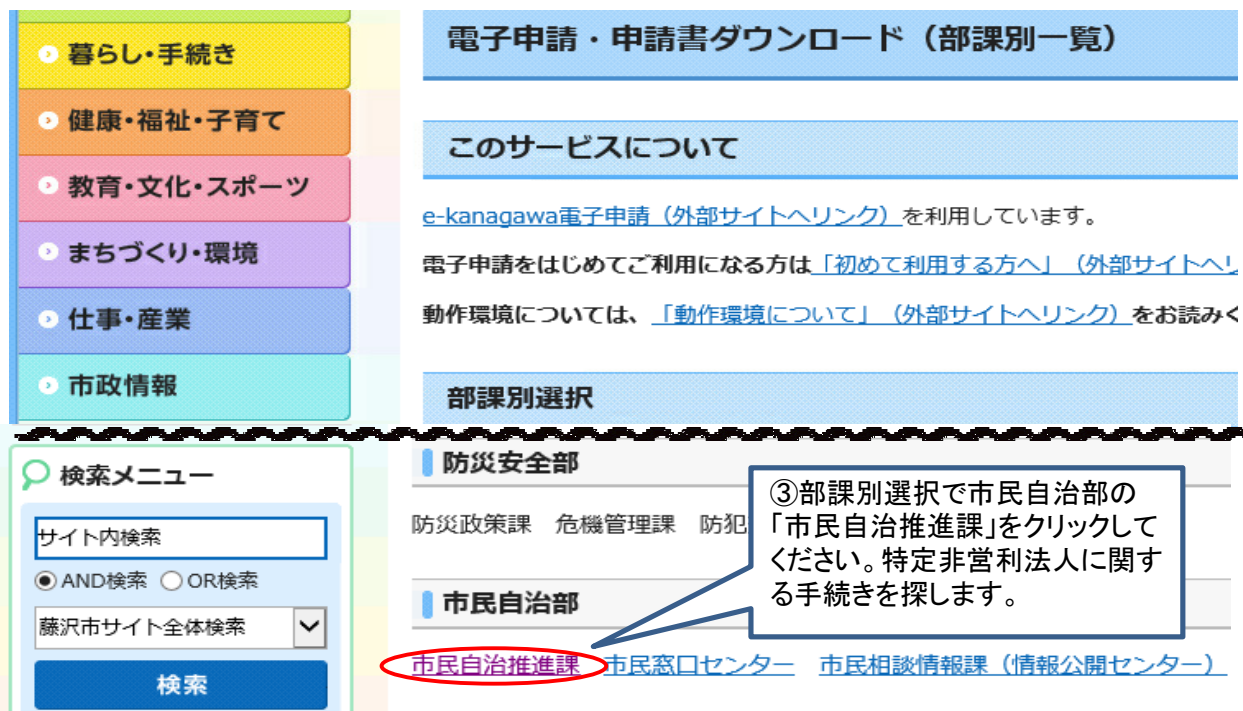 暮らし・手続き
健康・福祉・子育て
教育・文化・スポーツ
まちづくり・環境
仕事・産業
市政情報
電子申請・申請書ダウンロード（部課別一覧）
このサービスについて
e-kanagawa電子申請（外部サイトへリンク）を利用しています。
電子申請をはじめてご利用になる方は「初めて利用する方へ」（外部サイトへリ
動作環境については、「動作環境について」（外部サイトへリンク）をお読みく
部課別選択
検索メニュー
サイト内検索
AND検索 OR検索
藤沢市サイト全体検索
検索
防災安全部
防災政策課 危機管理課 防犯
③部課別選択で市民自治部の
「市民自治推進課」をクリックして
ください。特定非営利法人に関す
る手続きを探します。
市民自治部
市民自治推進課 市民窓口センター 市民相談情報課（情報公開センター）